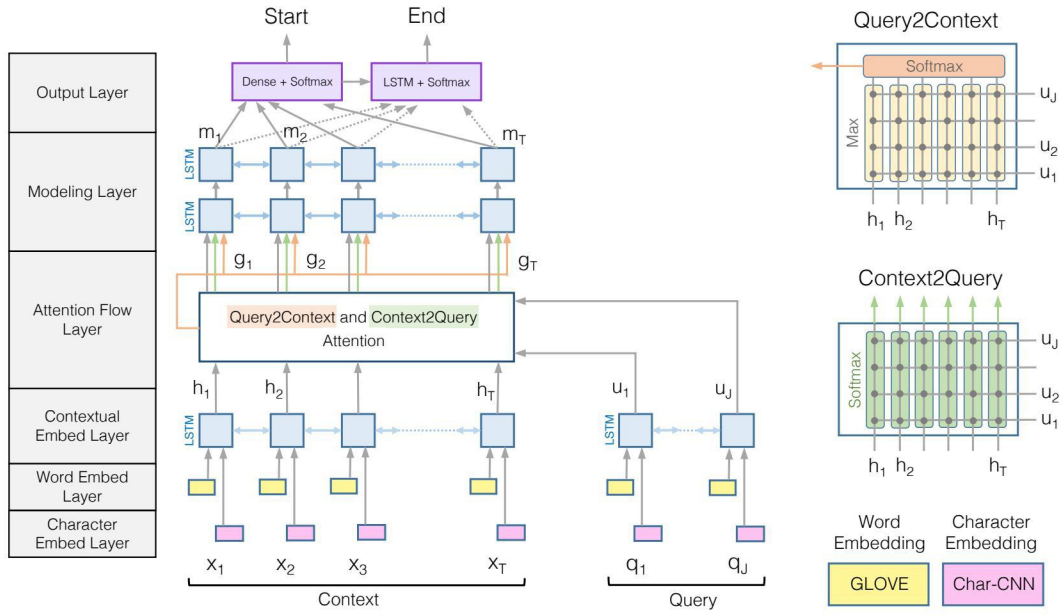 Start
End
Query2Context
Output Layer
Dense + Softmax
LSTM + Softmax
Softmax
Max
u_J
u_2
u_1
h_1
h_2
h_T
m_1
m_2
m_T
Modeling Layer
LSTM
LSTM
g_1
g_2
g_T
Attention Flow
Layer
Query2Context and Context2Query
Attention
Context2Query
Softmax
u_J
u_2
u_1
h_1
h_2
h_T
h_1
h_2
h_T
u_1
u_J
Contextual
Embed Layer
LSTM
LSTM
Word Embed
Layer
Character
Embed Layer
x_1
x_2
x_3
x_T
q_1
q_J
Context
Query
Word
Embedding
Character
Embedding
GLOVE
Char-CNN